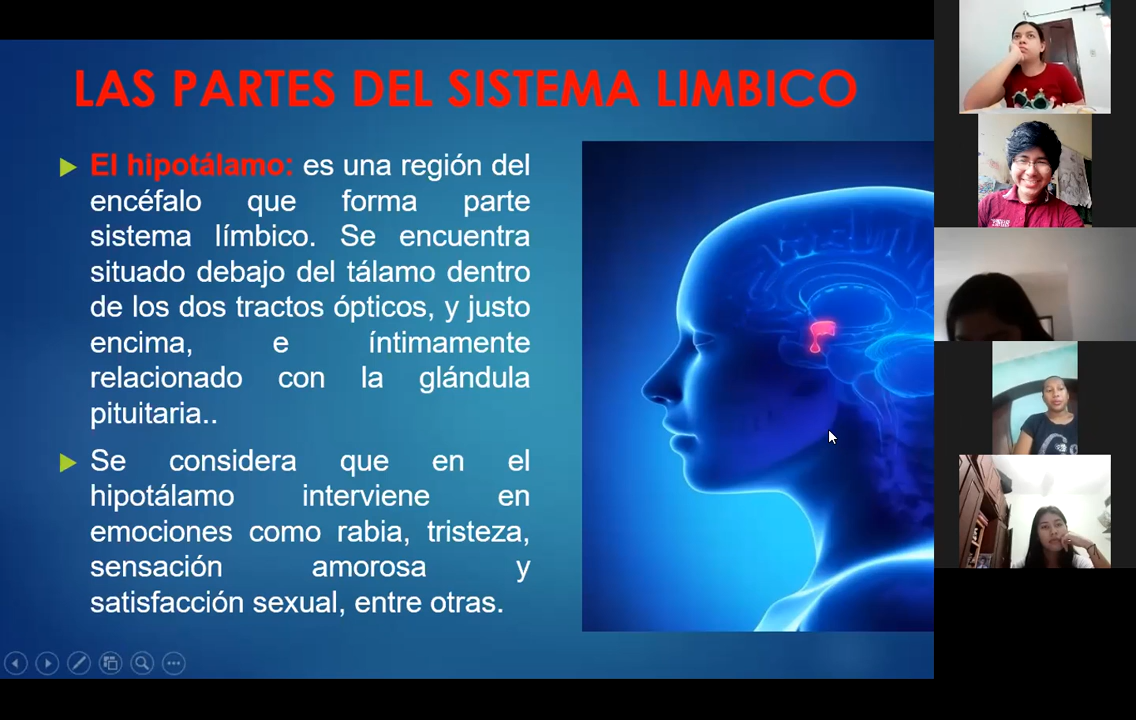 LAS PARTES DEL SISTEMA LIMBICO
El hipotálamo: es una región del
encéfalo que forma parte
sistema límbico. Se encuentra
situado debajo del tálamo dentro
de los dos tractos ópticos, y justo
encima, e íntimamente
relacionado con la glándula
pituitaria..
Se considera que en el
hipotálamo interviene en
emociones como rabia, tristeza,
sensación amorosa y
satisfacción sexual, entre otras.